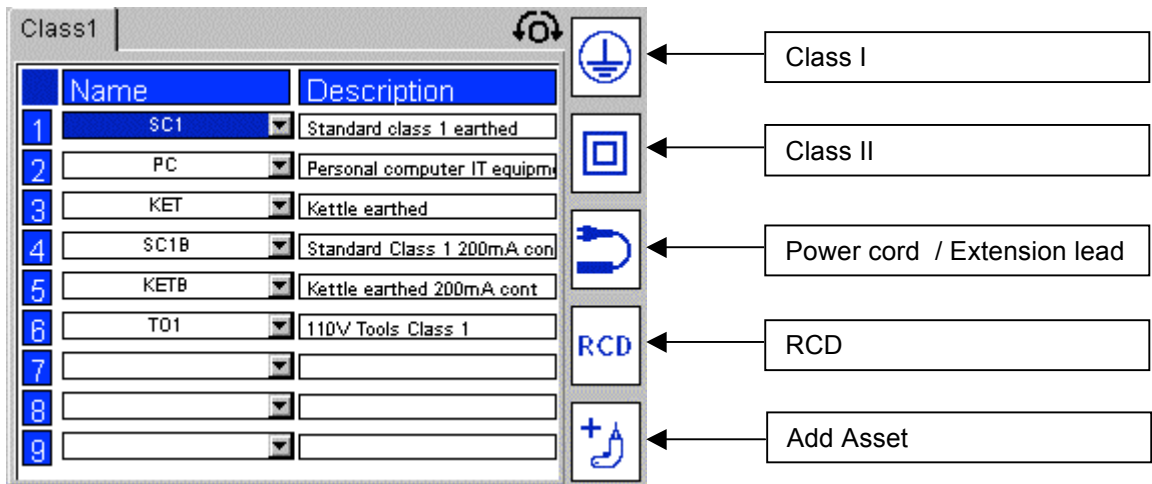 Class1
Name Description
1 SC1 Standard class 1 earthed
2 PC Personal computer IT equipm
3 KET Kettle earthed
4 SC1B Standard Class 1 200mA con
5 KETB Kettle earthed 200mA cont
6 TO1 110V Tools Class 1
7
8
9
RCD
Class I
Class II
Power cord / Extension lead
RCD
Add Asset